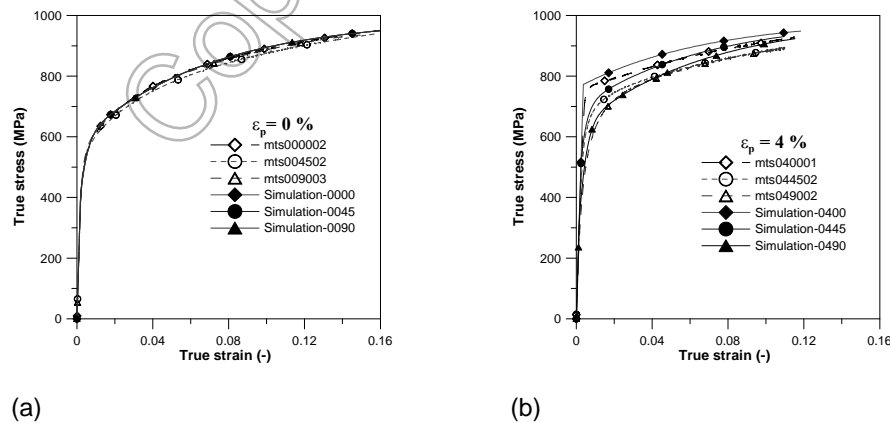 Cop
1000
800
600
400
200
0
True stress (MPa)
0
0.04
0.08
0.12
0.16
True strain (-)
εp= 0 %
mts000002
mts004502
mts009003
Simulation-0000
Simulation-0045
Simulation-0090
(a)
1000
800
600
400
200
0
True stress (MPa)
0
0.04
0.08
0.12
0.16
True strain (-)
εp = 4 %
mts040001
mts044502
mts049002
Simulation-0400
Simulation-0445
Simulation-0490
(b)